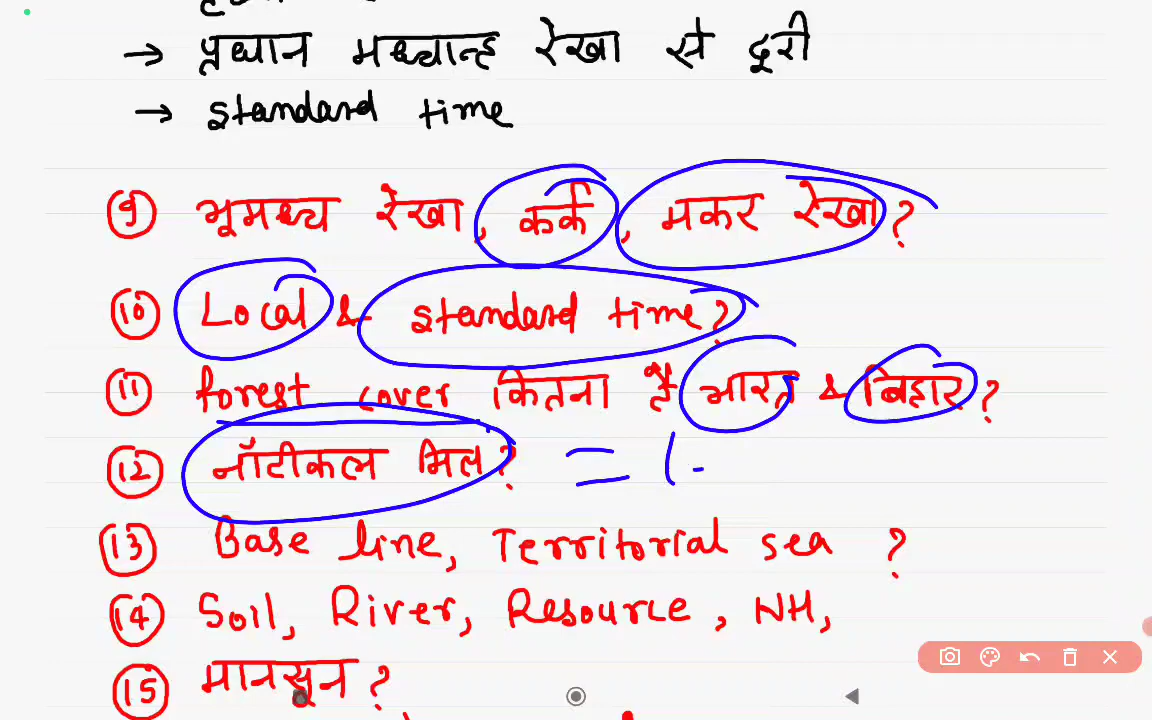 → प्रधान मध्यान्ह रेखा से दूरी
→ standard time
9 भूमध्य रेखा, कर्क, मकर रेखा?
10 Local & standard time?
11 forest cover कितना है भारत & बिहार?
12 नॉटीकल मिल? = 1.
13 Base line, Territorial sea ?
14 Soil, River, Resource, NH,
15 मानसून ?